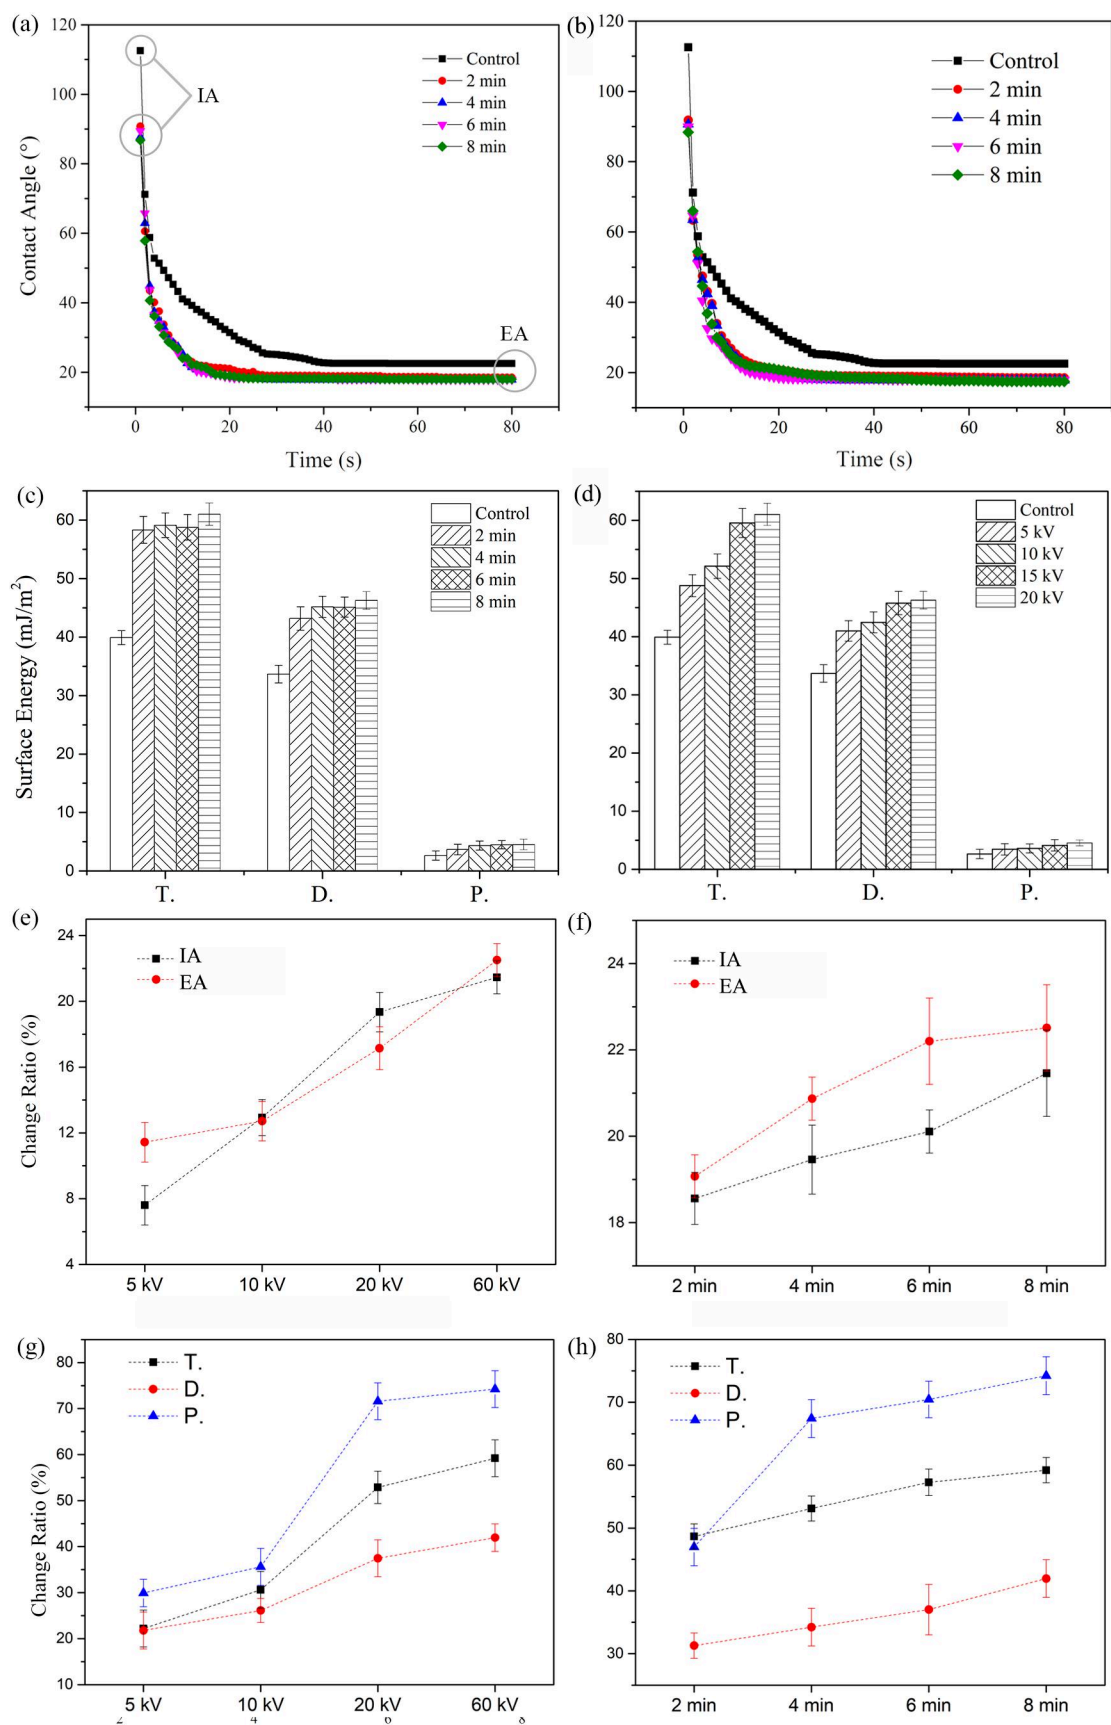 (a)
120
100
80
60
40
20
Contact Angle (°)
0
20
40
60
80
Time (s)
IA
EA
Control
2 min
4 min
6 min
8 min
(b)
120
100
80
60
40
20
0
20
40
60
80
Time (s)
Control
2 min
4 min
6 min
8 min
(c)
60
50
40
30
20
10
0
Surface Energy (mJ/m²)
T.
D.
P.
Control
2 min
4 min
6 min
8 min
(d)
60
50
40
30
20
10
0
T.
D.
P.
Control
5 kV
10 kV
15 kV
20 kV
(e)
24
20
16
12
8
4
Change Ratio (%)
IA
EA
5 kV
10 kV
20 kV
60 kV
(f)
24
22
20
18
IA
EA
2 min
4 min
6 min
8 min
(g)
80
70
60
50
40
30
20
10
Change Ratio (%)
T.
D.
P.
5 kV
10 kV
20 kV
60 kV
2
4
6
8
(h)
80
70
60
50
40
30
T.
D.
P.
2 min
4 min
6 min
8 min